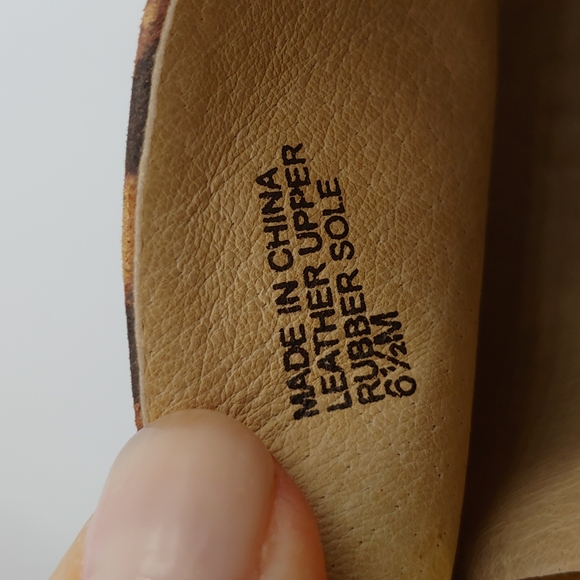 MADE IN CHINA
LEATHER UPPER
RUBBER SOLE
6½M